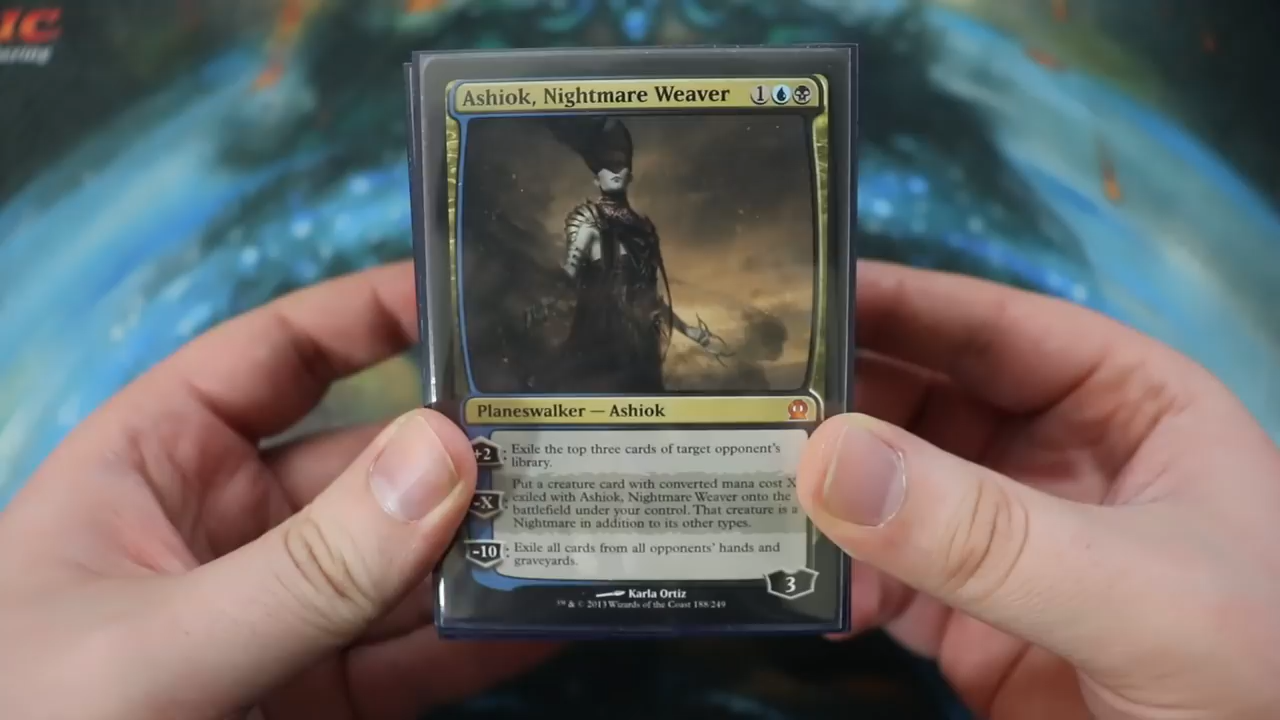 IC
Ashiok, Nightmare Weaver 1
Planeswalker — Ashiok
+2: Exile the top three cards of target opponent's
library.
-X: Put a creature card with converted mana cost X
exiled with Ashiok, Nightmare Weaver onto the
battlefield under your control. That creature is a
Nightmare in addition to its other types.
-10: Exile all cards from all opponents' hands and
graveyards.
3
Karla Ortiz
™ & © 2013 Wizards of the Coast 188/249